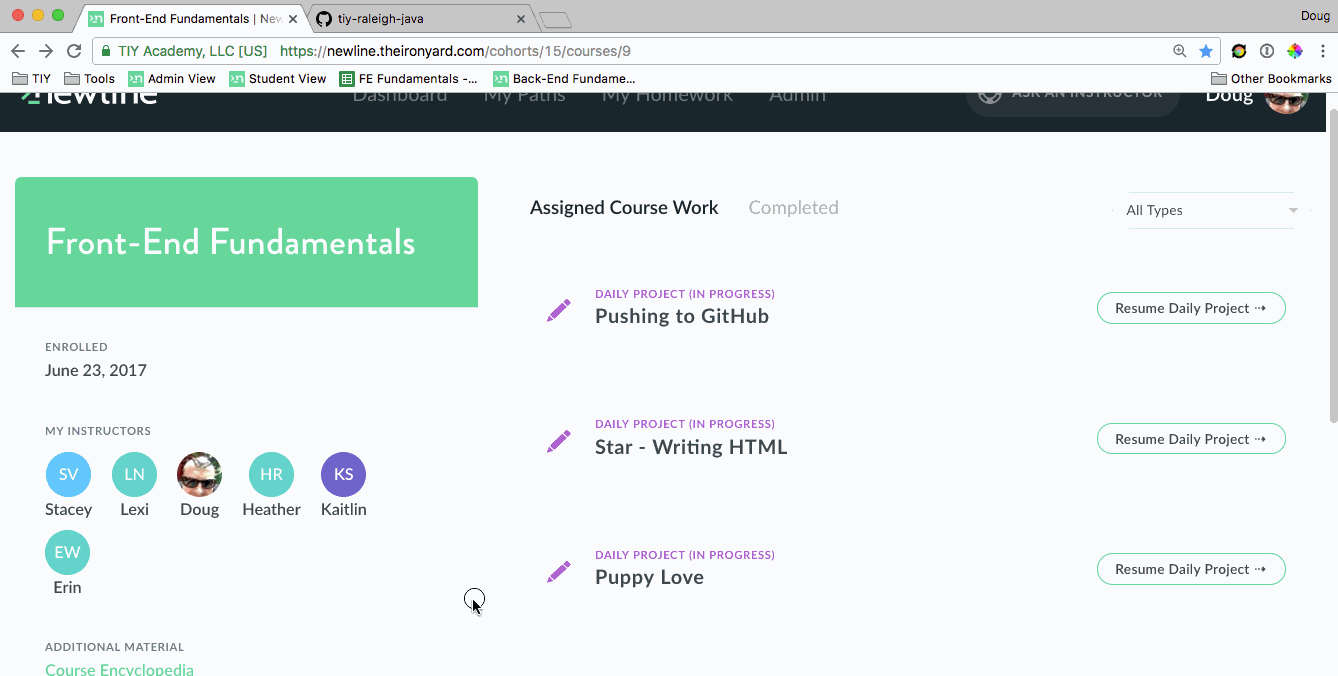 Front-End Fundamentals | New
tiy-raleigh-java
Doug
TIY Academy, LLC [US] https://newline.theironyard.com/cohorts/15/courses/9
TIY Tools Admin View Student View FE Fundamentals -... Back-End Fundame... Other Bookmarks
newline Dashboard My Paths My Homework Admin ASK AN INSTRUCTOR Doug
Front-End Fundamentals
ENROLLED
June 23, 2017
MY INSTRUCTORS
SV LN HR KS
Stacey Lexi Doug Heather Kaitlin
EW
Erin
ADDITIONAL MATERIAL
Course Encyclopedia
Assigned Course Work Completed All Types
DAILY PROJECT (IN PROGRESS)
Pushing to GitHub
Resume Daily Project ⇢
DAILY PROJECT (IN PROGRESS)
Star - Writing HTML
Resume Daily Project ⇢
DAILY PROJECT (IN PROGRESS)
Puppy Love
Resume Daily Project ⇢